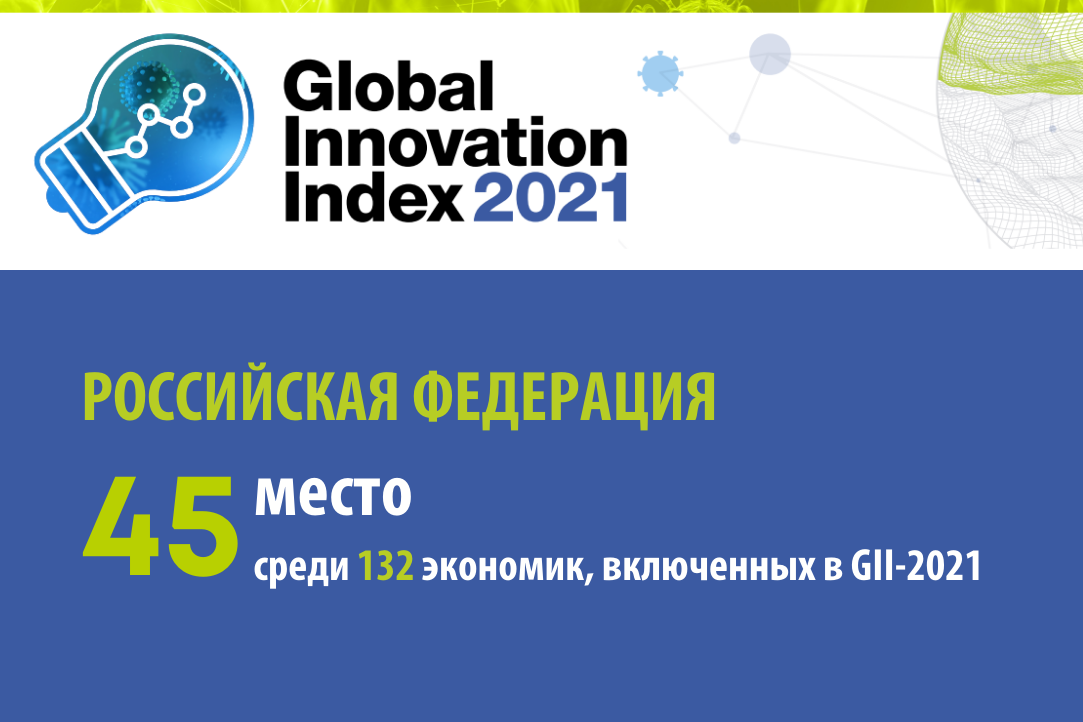 Global
Innovation
Index 2021
РОССИЙСКАЯ ФЕДЕРАЦИЯ
45 место
среди 132 экономик, включенных в GII-2021